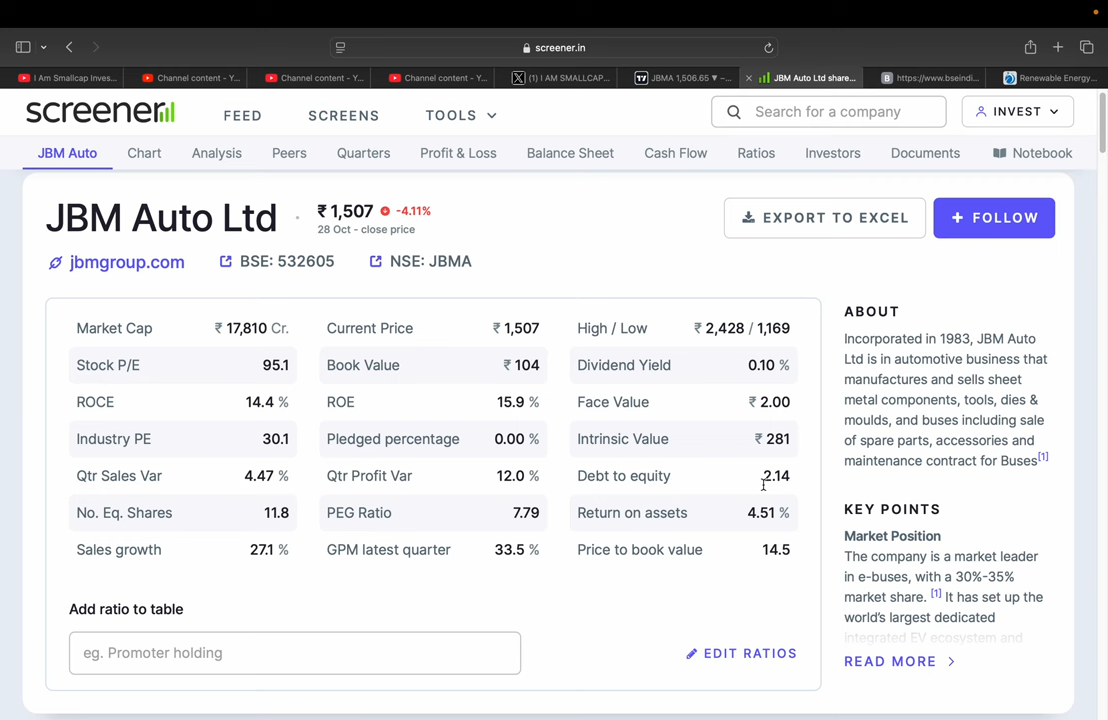 screener.in
I Am Smallcap Inves...
Channel content - Y...
Channel content - Y...
Channel content - Y...
(1) I AM SMALLCAP...
JBMA 1,506.65 ▼ –...
JBM Auto Ltd share...
https://www.bseindi...
Renewable Energy...
screener
FEED
SCREENS
TOOLS
Search for a company
INVEST
JBM Auto
Chart
Analysis
Peers
Quarters
Profit & Loss
Balance Sheet
Cash Flow
Ratios
Investors
Documents
Notebook
JBM Auto Ltd
₹ 1,507 -4.11%
28 Oct - close price
EXPORT TO EXCEL
+ FOLLOW
jbmgroup.com
BSE: 532605
NSE: JBMA
Market Cap ₹ 17,810 Cr.
Current Price ₹ 1,507
High / Low ₹ 2,428 / 1,169
Stock P/E 95.1
Book Value ₹ 104
Dividend Yield 0.10 %
ROCE 14.4 %
ROE 15.9 %
Face Value ₹ 2.00
Industry PE 30.1
Pledged percentage 0.00 %
Intrinsic Value ₹ 281
Qtr Sales Var 4.47 %
Qtr Profit Var 12.0 %
Debt to equity 2.14
No. Eq. Shares 11.8
PEG Ratio 7.79
Return on assets 4.51 %
Sales growth 27.1 %
GPM latest quarter 33.5 %
Price to book value 14.5
Add ratio to table
eg. Promoter holding
EDIT RATIOS
ABOUT
Incorporated in 1983, JBM Auto
Ltd is in automotive business that
manufactures and sells sheet
metal components, tools, dies &
moulds, and buses including sale
of spare parts, accessories and
maintenance contract for Buses[1]
KEY POINTS
Market Position
The company is a market leader
in e-buses, with a 30%-35%
market share. [1] It has set up the
world's largest dedicated
integrated EV ecosystem and
READ MORE